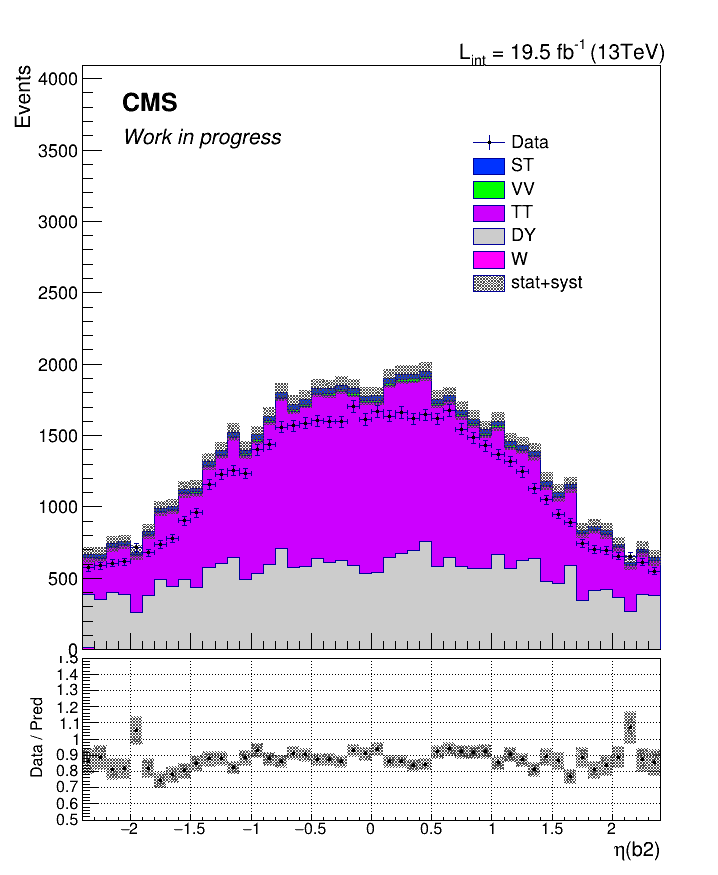 L_int = 19.5 fb^-1 (13TeV)
Events
4000
3500
3000
2500
2000
1500
1000
500
0
CMS
Work in progress
Data
ST
VV
TT
DY
W
stat+syst
Data / Pred
1.5
1.4
1.3
1.2
1.1
1
0.9
0.8
0.7
0.6
0.5
−2 −1.5 −1 −0.5 0 0.5 1 1.5 2
η(b2)